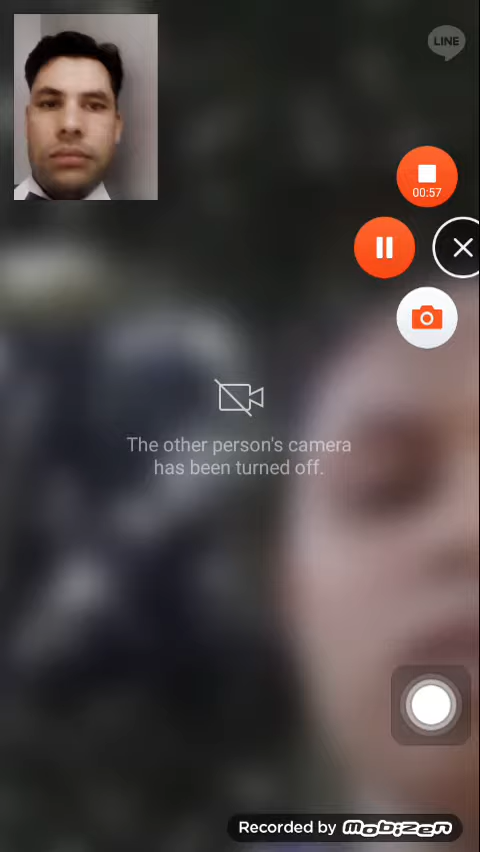 LINE
00:57
The other person's camera
has been turned off.
Recorded by Mobizen